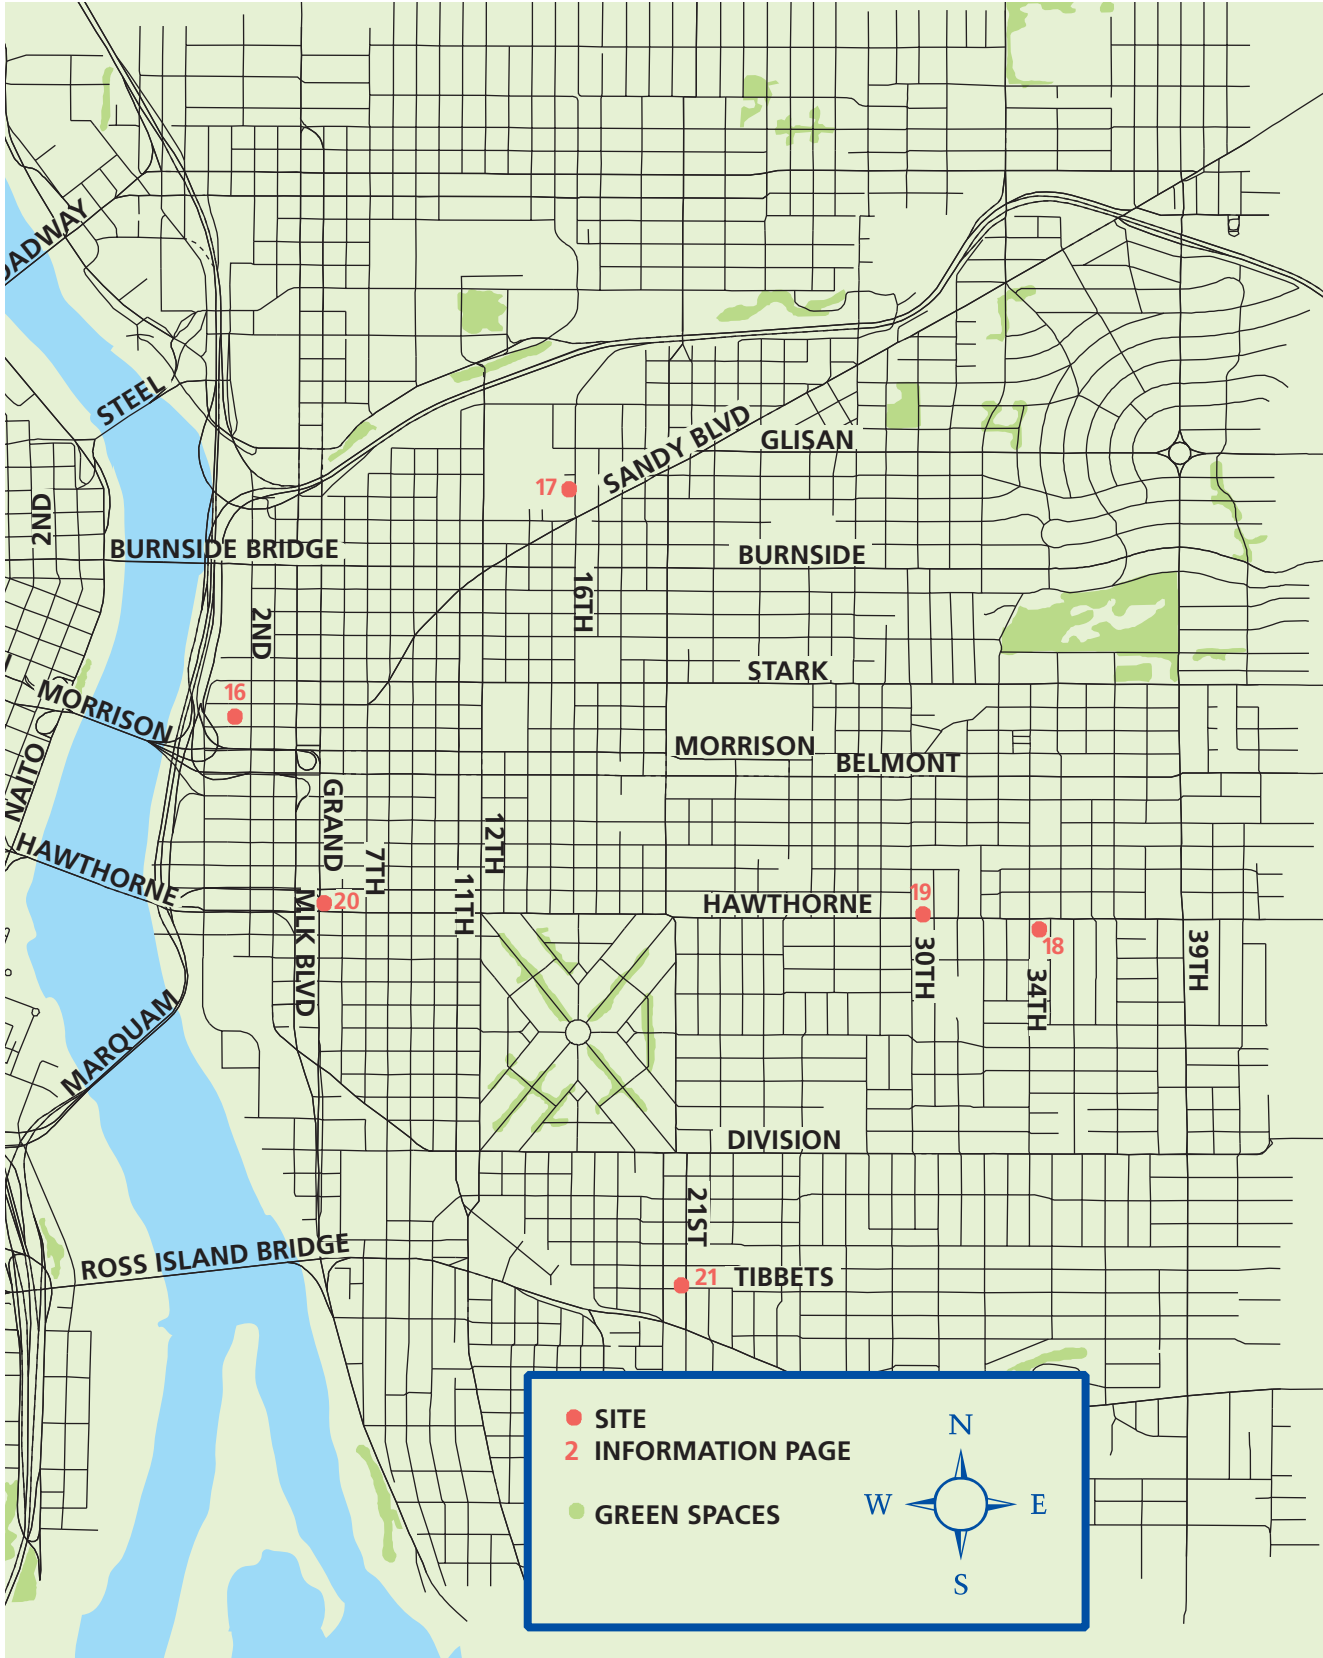 OADWAY
STEEL
SANDY BLVD
GLISAN
17
2ND
BURNSIDE BRIDGE
BURNSIDE
16TH
2ND
STARK
16
MORRISON
MORRISON
BELMONT
NAITO
GRAND
12TH
7TH
HAWTHORNE
11TH
MLK BLVD
20
HAWTHORNE
19
18
30TH
34TH
39TH
MARQUAM
DIVISION
21ST
ROSS ISLAND BRIDGE
21
TIBBETS
SITE
2 INFORMATION PAGE
GREEN SPACES
N
W
E
S